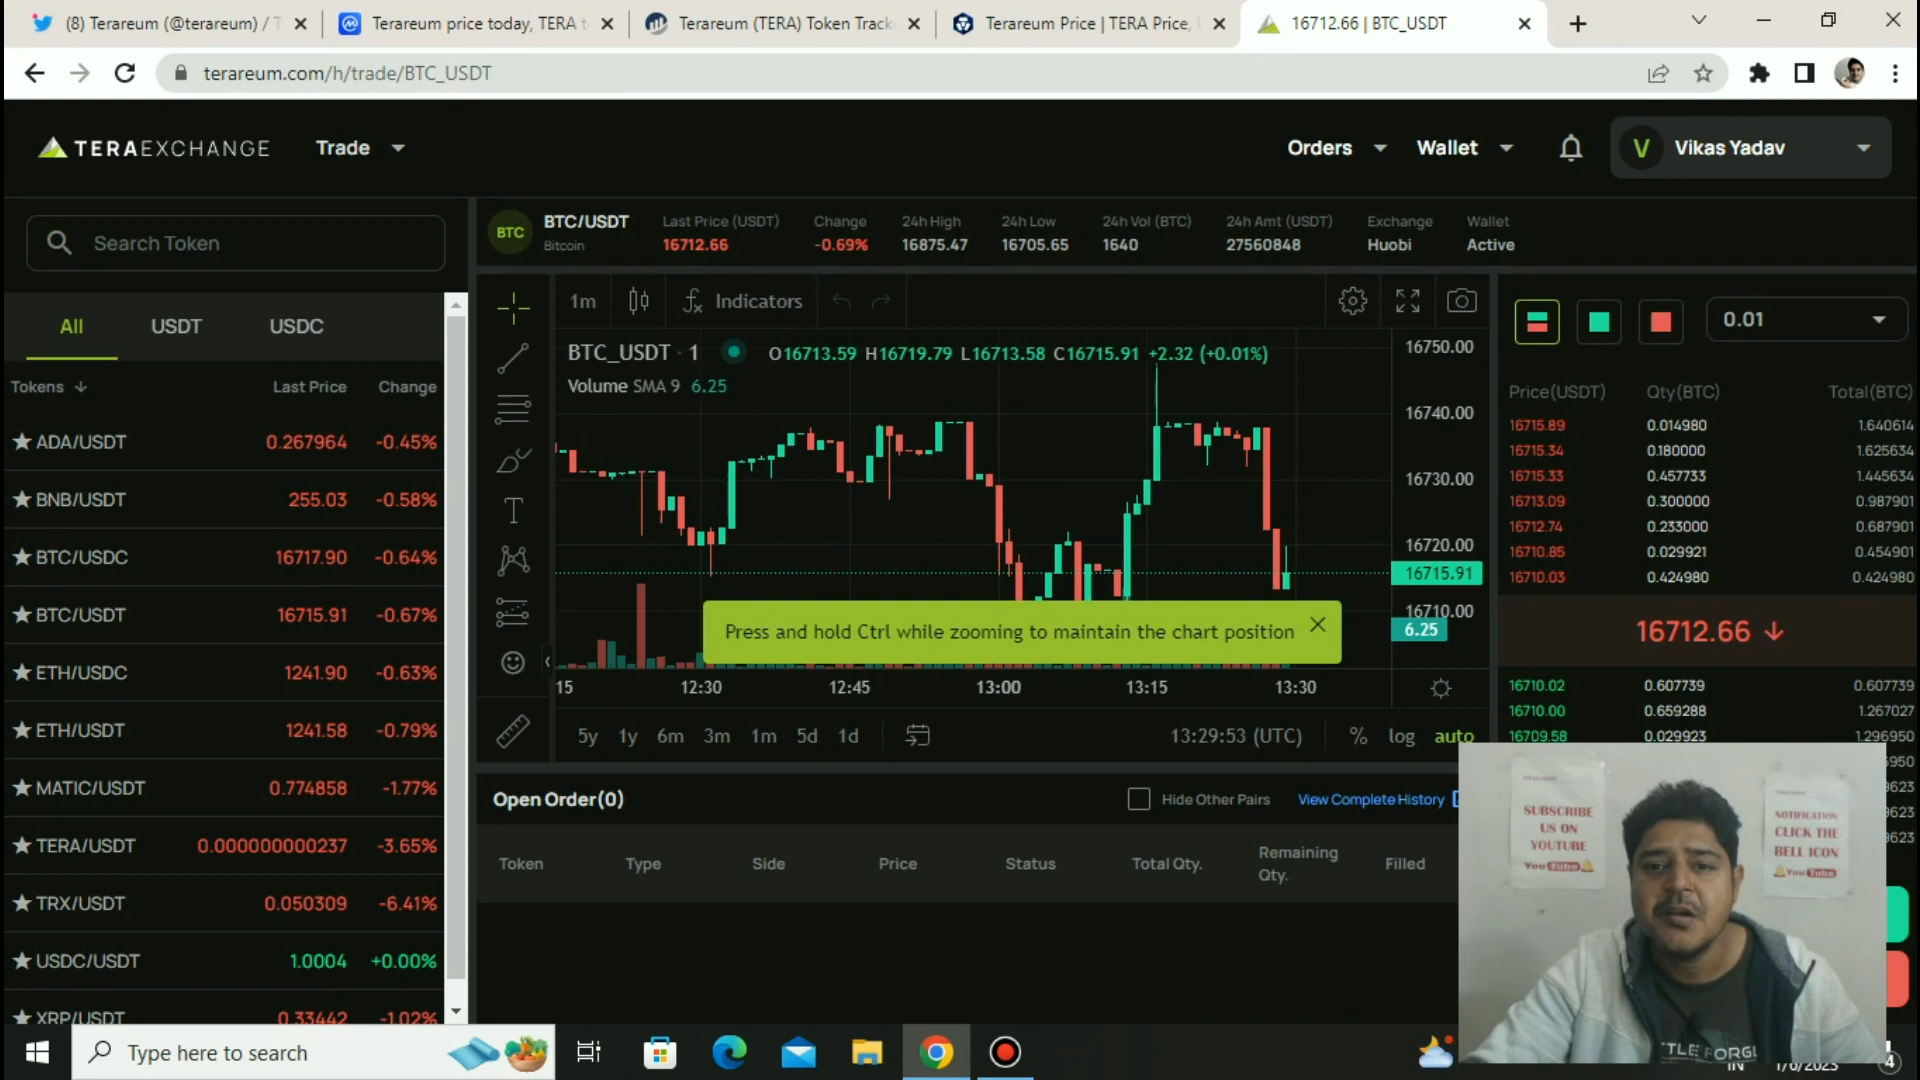 (8) Terareum (@terareum) / T
Terareum price today, TERA t
Terareum (TERA) Token Track
Terareum Price | TERA Price,
16712.66 | BTC_USDT
terareum.com/h/trade/BTC_USDT
TERAEXCHANGE
Trade
Orders
Wallet
V
Vikas Yadav
Search Token
BTC
BTC/USDT
Bitcoin
Last Price (USDT)
16712.66
Change
-0.69%
24h High
16875.47
24h Low
16705.65
24h Vol (BTC)
1640
24h Amt (USDT)
27560848
Exchange
Huobi
Wallet
Active
All
USDT
USDC
Tokens
Last Price
Change
ADA/USDT 0.267964 -0.45%
BNB/USDT 255.03 -0.58%
BTC/USDC 16717.90 -0.64%
BTC/USDT 16715.91 -0.67%
ETH/USDC 1241.90 -0.63%
ETH/USDT 1241.58 -0.79%
MATIC/USDT 0.774858 -1.77%
TERA/USDT 0.000000000237 -3.65%
TRX/USDT 0.050309 -6.41%
USDC/USDT 1.0004 +0.00%
XRP/USDT 0.33442 -1.02%
1m
Indicators
BTC_USDT · 1 O16713.59 H16719.79 L16713.58 C16715.91 +2.32 (+0.01%)
Volume SMA 9 6.25
16750.00
16740.00
16730.00
16720.00
16715.91
16710.00
6.25
Press and hold Ctrl while zooming to maintain the chart position
15 12:30 12:45 13:00 13:15 13:30
5y 1y 6m 3m 1m 5d 1d
13:29:53 (UTC) % log auto
0.01
Price(USDT) Qty(BTC) Total(BTC)
16715.89 0.014980 1.640614
16715.34 0.180000 1.625634
16715.33 0.457733 1.445634
16713.09 0.300000 0.987901
16712.74 0.233000 0.687901
16710.85 0.029921 0.454901
16710.03 0.424980 0.424980
16712.66
16710.02 0.607739 0.607739
16710.00 0.659288 1.267027
16709.58 0.029923 1.296950
Open Order(0)
Hide Other Pairs
View Complete History
Token Type Side Price Status Total Qty. Remaining Qty. Filled
SUBSCRIBE
US ON
YOUTUBE
YouTube
NOTIFICATION
CLICK THE
BELL ICON
YouTube
Type here to search
IN
1/6/2023
4